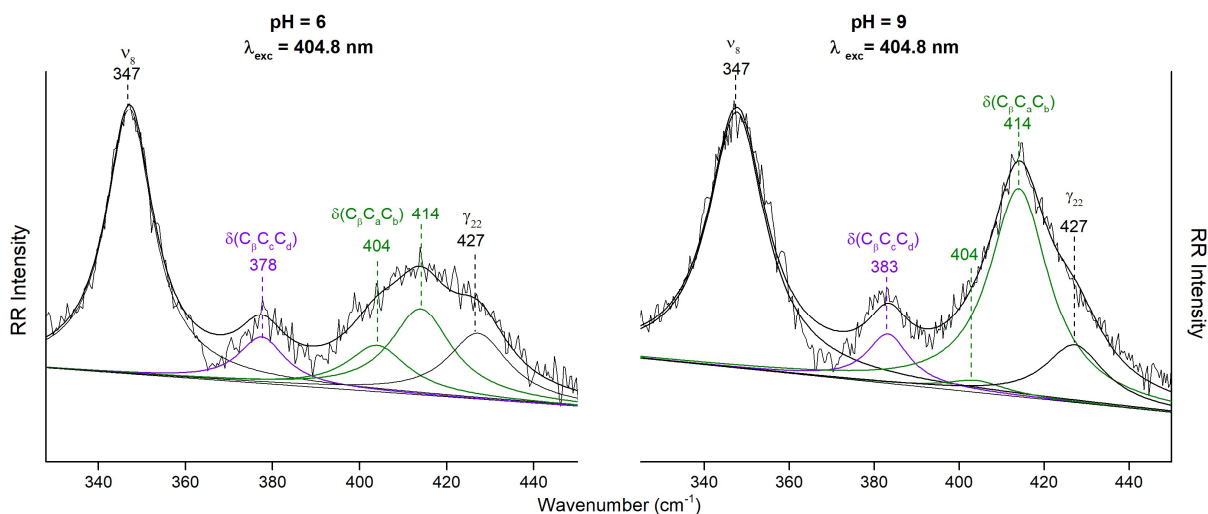 pH = 6
λexc = 404.8 nm
ν8
347
δ(CβCcCd)
378
δ(CβCaCb) 414
404
γ22
427
RR Intensity
340 360 380 400 420 440
pH = 9
λexc = 404.8 nm
ν8
347
δ(CβCcCd)
383
404
δ(CβCaCb)
414
γ22
427
RR Intensity
340 360 380 400 420 440
Wavenumber (cm-1)